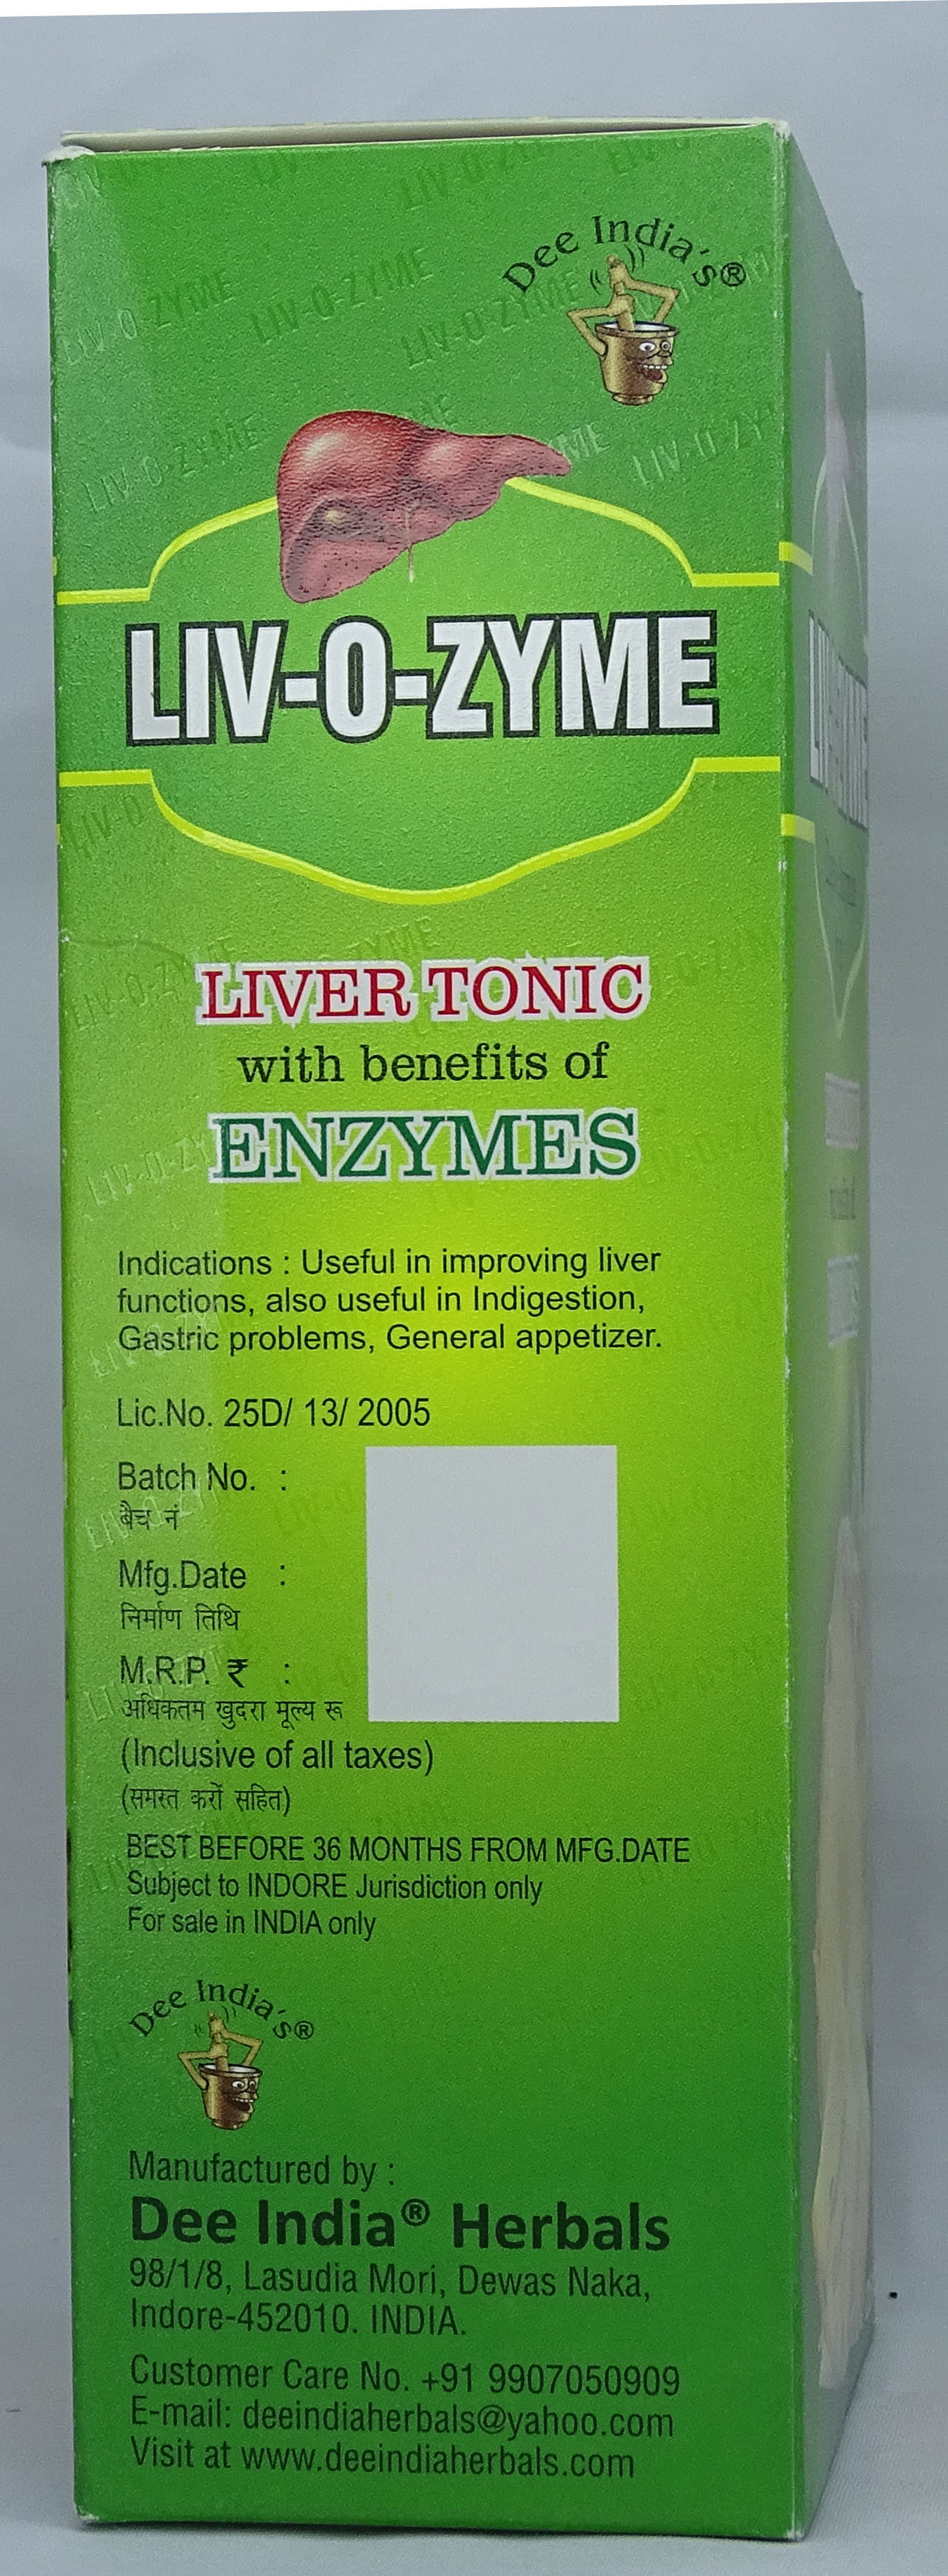 Dee India's®
LIV-O-ZYME
LIVER TONIC
with benefits of
ENZYMES
Indications : Useful in improving liver
functions, also useful in Indigestion,
Gastric problems, General appetizer.
Lic.No. 25D/ 13/ 2005
Batch No. :
बैच नं
Mfg.Date :
निर्माण तिथि
M.R.P. ₹ :
अधिकतम खुदरा मूल्य रू
(Inclusive of all taxes)
(समस्त करों सहित)
BEST BEFORE 36 MONTHS FROM MFG.DATE
Subject to INDORE Jurisdiction only
For sale in INDIA only
Dee India's®
Manufactured by :
Dee India® Herbals
98/1/8, Lasudia Mori, Dewas Naka,
Indore-452010. INDIA.
Customer Care No. +91 9907050909
E-mail: deeindiaherbals@yahoo.com
Visit at www.deeindiaherbals.com